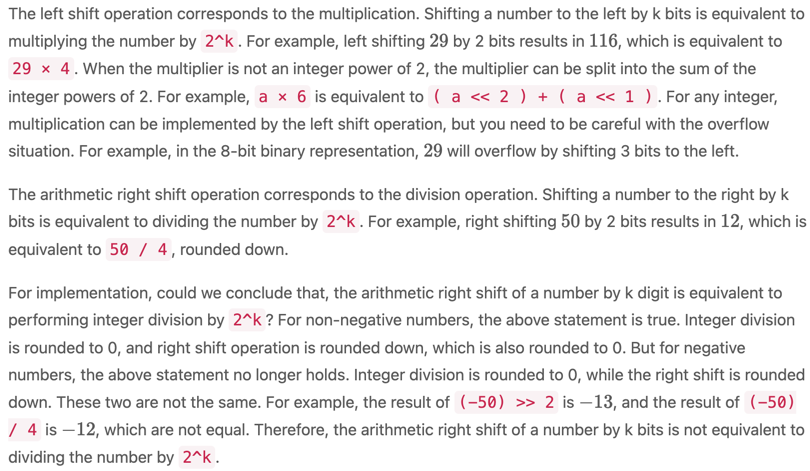 The left shift operation corresponds to the multiplication. Shifting a number to the left by k bits is equivalent to
multiplying the number by 2^k. For example, left shifting 29 by 2 bits results in 116, which is equivalent to
29 × 4. When the multiplier is not an integer power of 2, the multiplier can be split into the sum of the
integer powers of 2. For example, a × 6 is equivalent to ( a << 2 ) + ( a << 1 ). For any integer,
multiplication can be implemented by the left shift operation, but you need to be careful with the overflow
situation. For example, in the 8-bit binary representation, 29 will overflow by shifting 3 bits to the left.
The arithmetic right shift operation corresponds to the division operation. Shifting a number to the right by k
bits is equivalent to dividing the number by 2^k. For example, right shifting 50 by 2 bits results in 12, which is
equivalent to 50 / 4, rounded down.
For implementation, could we conclude that, the arithmetic right shift of a number by k digit is equivalent to
performing integer division by 2^k? For non-negative numbers, the above statement is true. Integer division
is rounded to 0, and right shift operation is rounded down, which is also rounded to 0. But for negative
numbers, the above statement no longer holds. Integer division is rounded to 0, while the right shift is rounded
down. These two are not the same. For example, the result of (-50) >> 2 is −13, and the result of (-50)
/ 4 is −12, which are not equal. Therefore, the arithmetic right shift of a number by k bits is not equivalent to
dividing the number by 2^k.